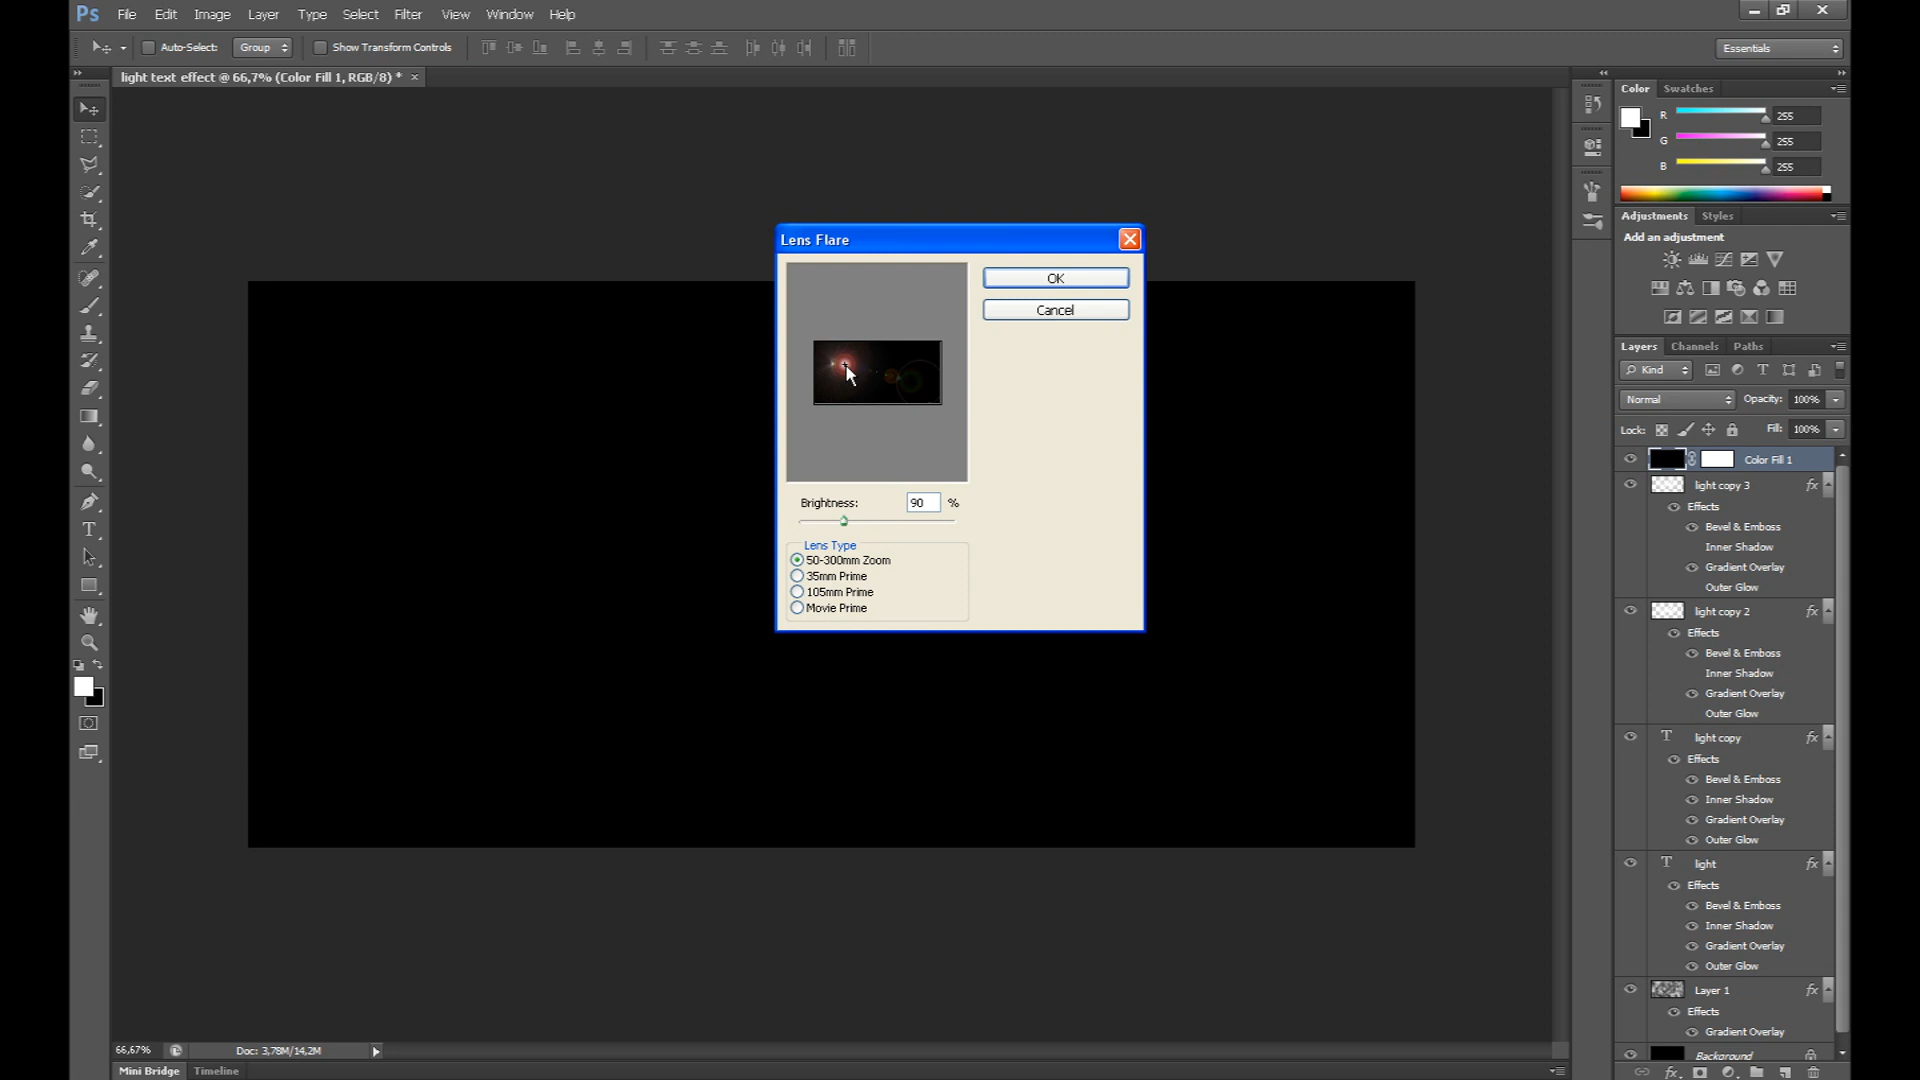 Ps File Edit Image Layer Type Select Filter View Window Help
Auto-Select: Group Show Transform Controls Essentials
light text effect @ 66,7% (Color Fill 1, RGB/8) * ×
Color Swatches
R 255
G 255
B 255
Adjustments Styles
Add an adjustment
Lens Flare
OK
Cancel
Brightness: 90 %
Lens Type
50-300mm Zoom
35mm Prime
105mm Prime
Movie Prime
Layers Channels Paths
Kind
Normal Opacity: 100%
Lock: Fill: 100%
Color Fill 1
light copy 3 fx
Effects
Bevel & Emboss
Inner Shadow
Gradient Overlay
Outer Glow
light copy 2 fx
Effects
Bevel & Emboss
Inner Shadow
Gradient Overlay
Outer Glow
T light copy fx
Effects
Bevel & Emboss
Inner Shadow
Gradient Overlay
Outer Glow
T light fx
Effects
Bevel & Emboss
Inner Shadow
Gradient Overlay
Outer Glow
Layer 1 fx
Effects
Gradient Overlay
Background
66,67% Doc: 3,78M/14,2M
Mini Bridge Timeline